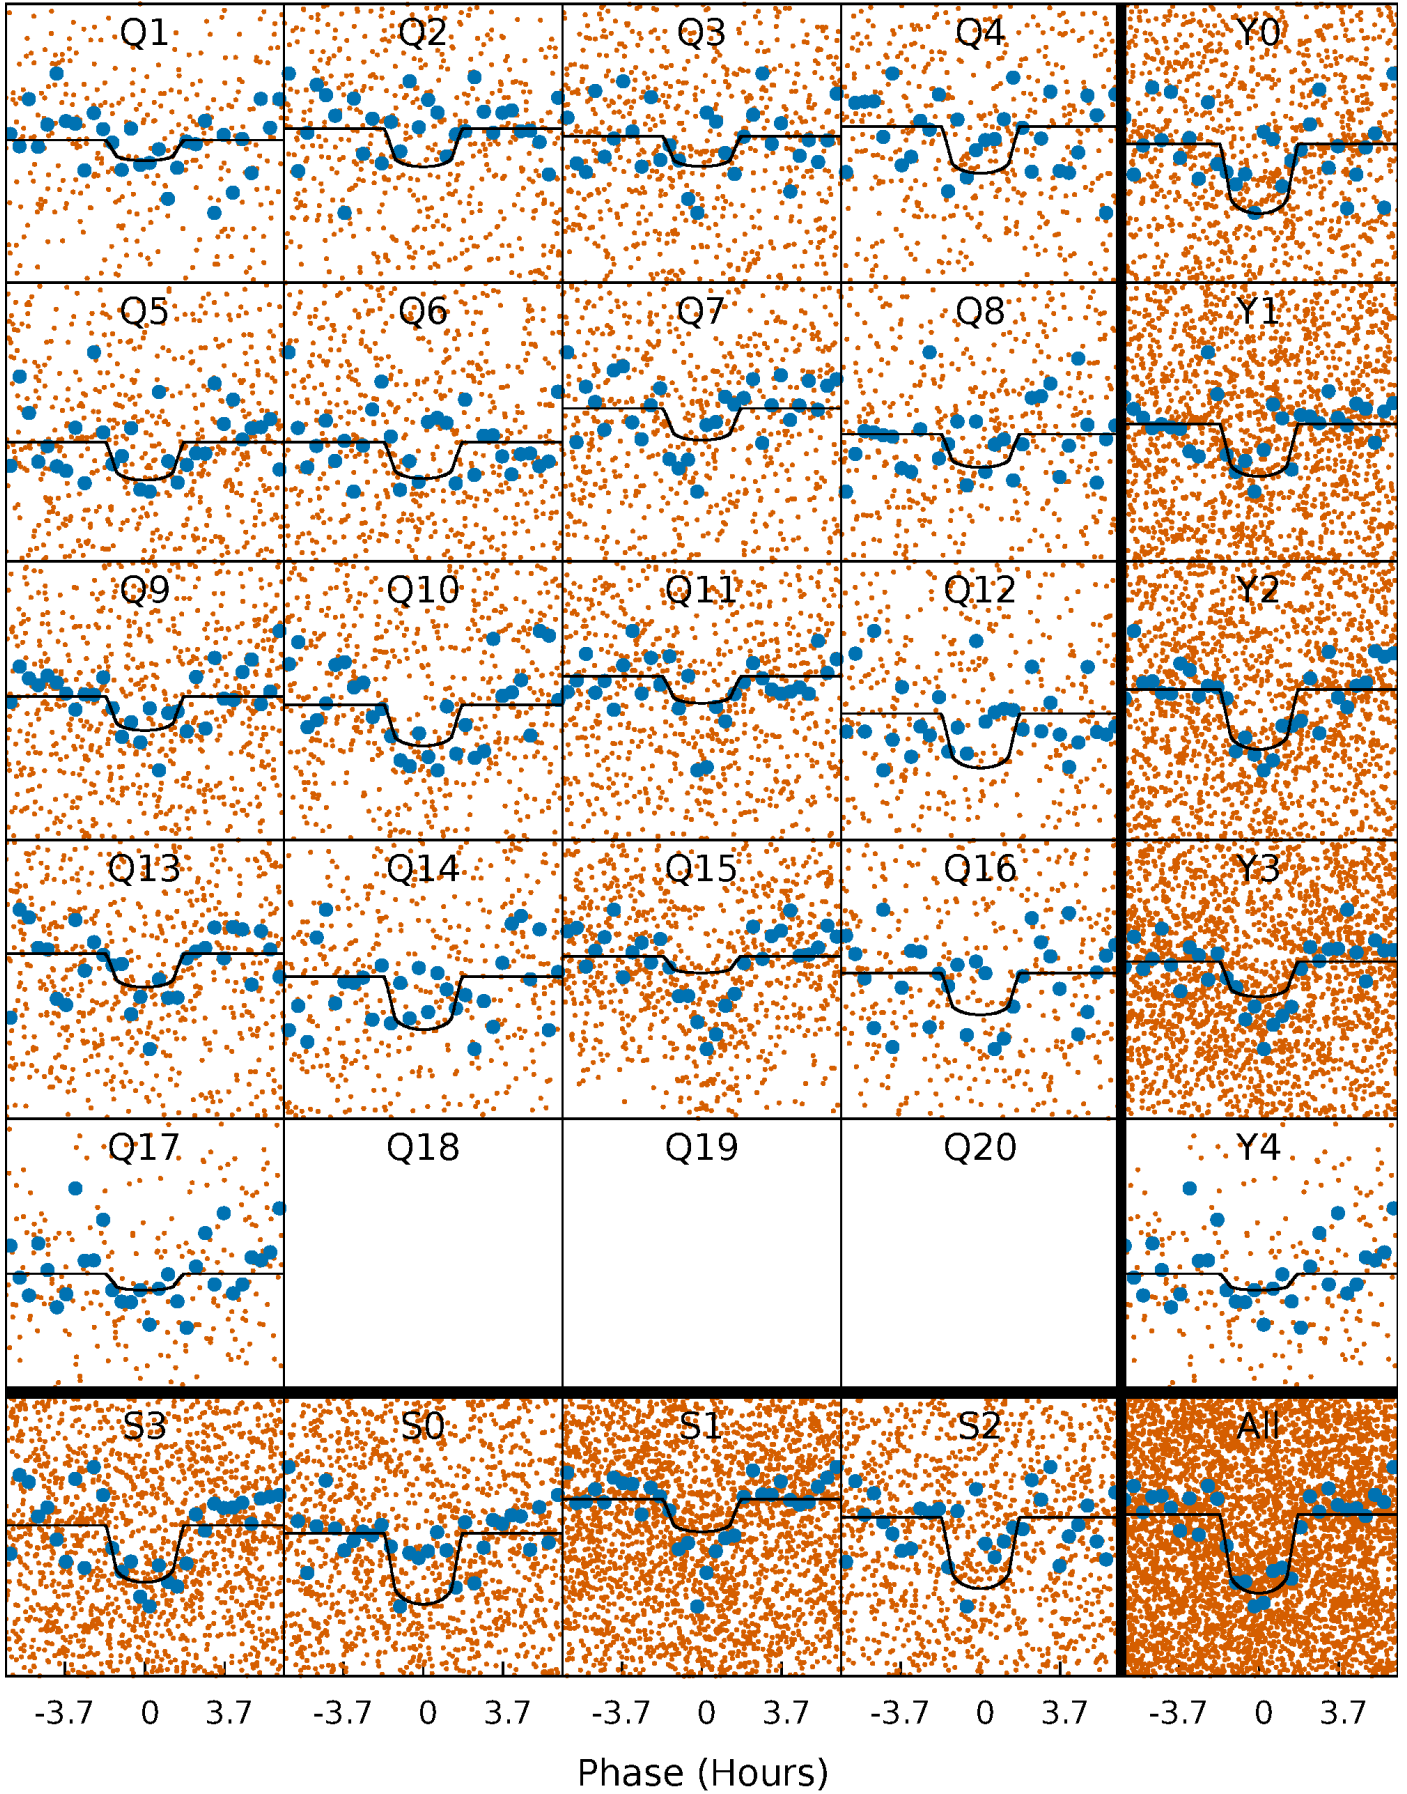 Q1 Q2 Q3 Q4 Y0
Q5 Q6 Q7 Q8 Y1
Q9 Q10 Q11 Q12 Y2
Q13 Q14 Q15 Q16 Y3
Q17 Q18 Q19 Q20 Y4
S3 S0 S1 S2 All
-3.7 0 3.7 -3.7 0 3.7 -3.7 0 3.7 -3.7 0 3.7 -3.7 0 3.7
Phase (Hours)